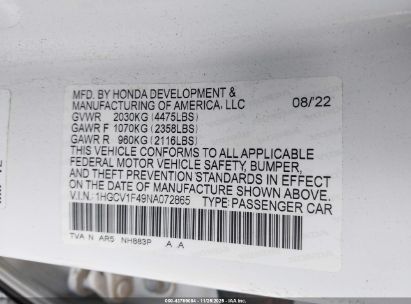 MFD. BY HONDA DEVELOPMENT &
MANUFACTURING OF AMERICA, LLC 08/'22
GVWR 2030KG (4475LBS)
GAWR F 1070KG (2358LBS)
GAWR R 960KG (2116LBS)
THIS VEHICLE CONFORMS TO ALL APPLICABLE
FEDERAL MOTOR VEHICLE SAFETY, BUMPER,
AND THEFT PREVENTION STANDARDS IN EFFECT
ON THE DATE OF MANUFACTURE SHOWN ABOVE.
V.I.N.: 1HGCV1F49NA072865 TYPE: PASSENGER CAR
TVA N AR5 NH883P A A